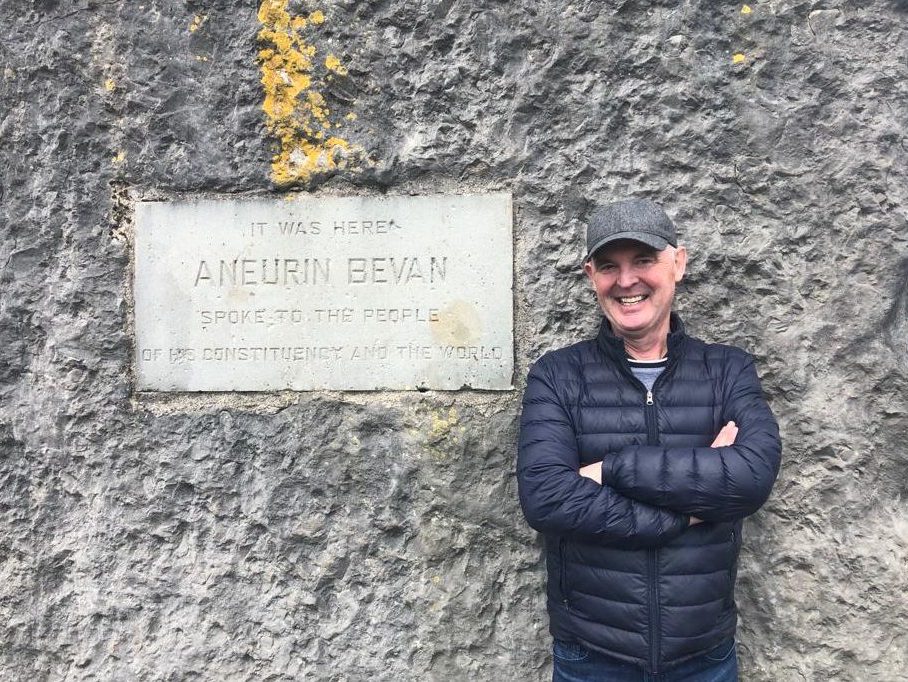 IT WAS HERE
ANEURIN BEVAN
SPOKE TO THE PEOPLE
OF HIS CONSTITUENCY AND THE WORLD